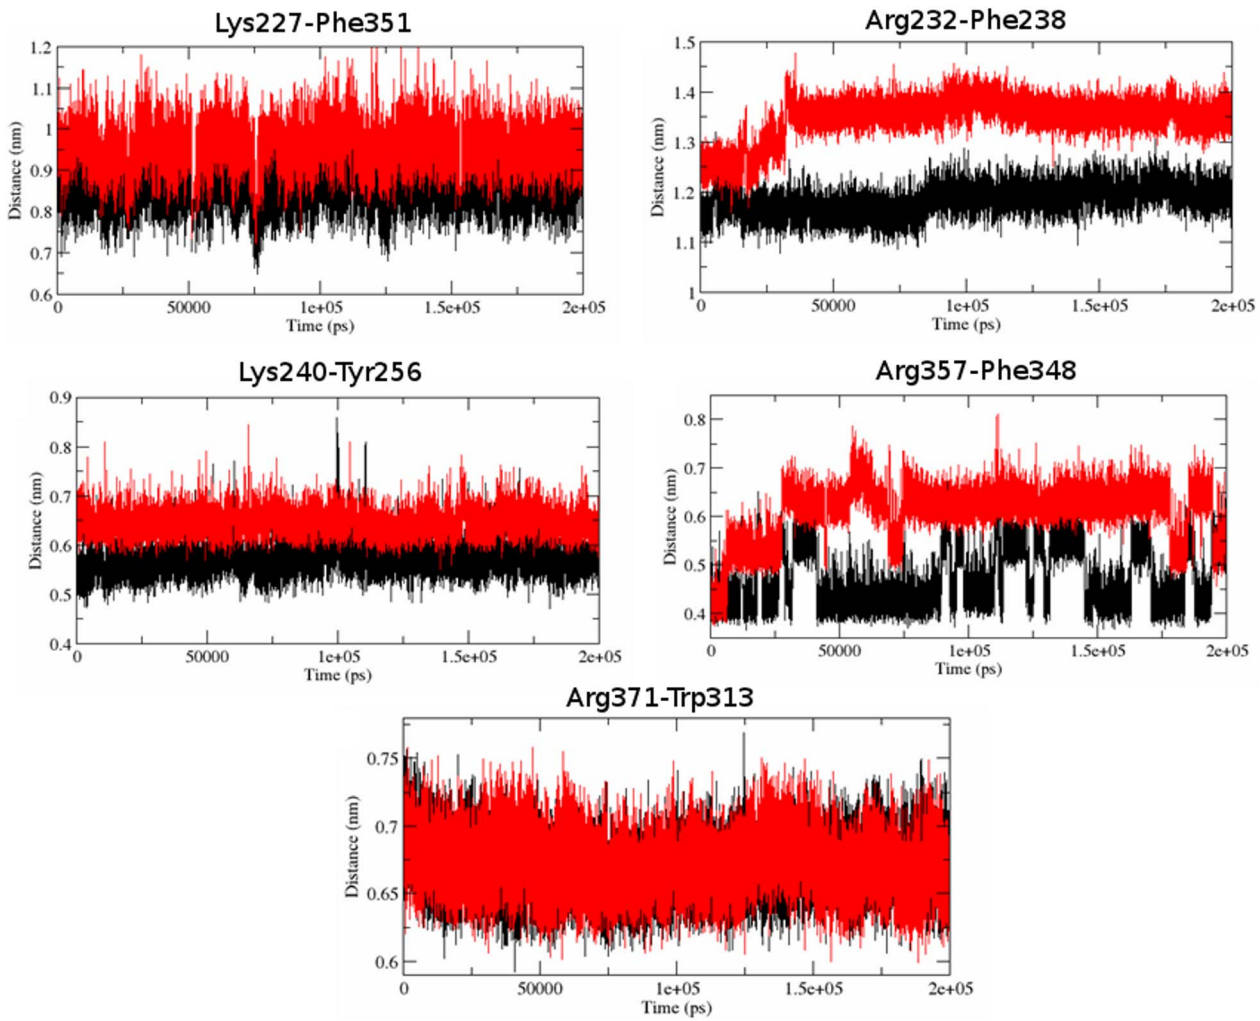 Lys227-Phe351
Distance (nm)
1.2
1.1
1
0.9
0.8
0.7
0.6
0
50000
1e+05
1.5e+05
2e+05
Time (ps)
Arg232-Phe238
Distance (nm)
1.5
1.4
1.3
1.2
1.1
1
0
50000
1e+05
1.5e+05
2e+05
Time (ps)
Lys240-Tyr256
Distance (nm)
0.9
0.8
0.7
0.6
0.5
0.4
0
50000
1e+05
1.5e+05
2e+05
Time (ps)
Arg357-Phe348
Distance (nm)
0.8
0.7
0.6
0.5
0.4
0
50000
1e+05
1.5e+05
2e+05
Time (ps)
Arg371-Trp313
Distance (nm)
0.75
0.7
0.65
0.6
0
50000
1e+05
1.5e+05
2e+05
Time (ps)